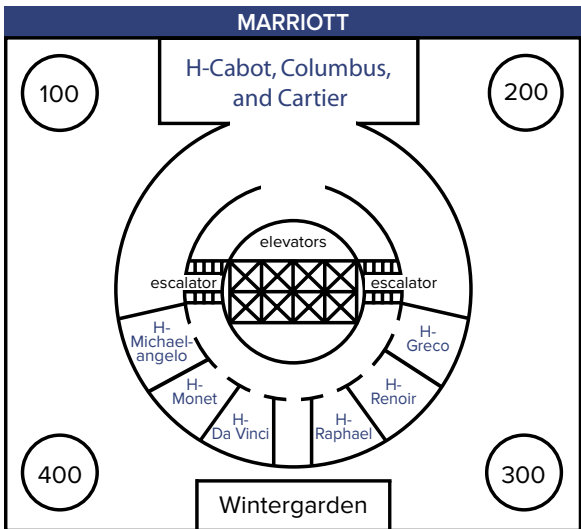 MARRIOTT
H-Cabot, Columbus,
and Cartier
100
200
elevators
escalator
escalator
H-
Michael-
angelo
H-
Greco
H-
Monet
H-
Renoir
H-
Da Vinci
H-
Raphael
400
300
Wintergarden